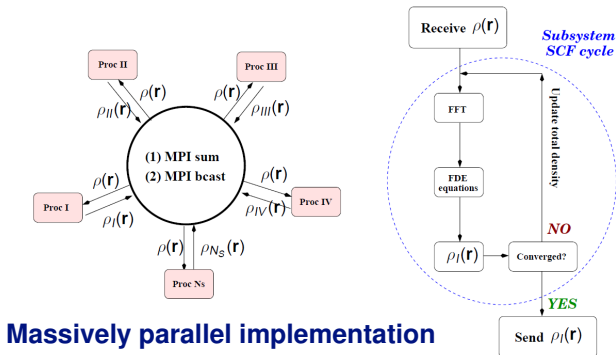 Proc II
Proc III
ρ(r)
ρ(r)
ρII(r)
ρIII(r)
(1) MPI sum
(2) MPI bcast
ρ(r)
ρ(r)
Proc I
Proc IV
ρI(r)
ρIV(r)
ρ(r)
ρNS(r)
Proc Ns
Massively parallel implementation
Receive ρ(r)
Subsystem
SCF cycle
FFT
Update total
density
FDE
equations
NO
ρI(r)
Converged?
YES
Send ρI(r)